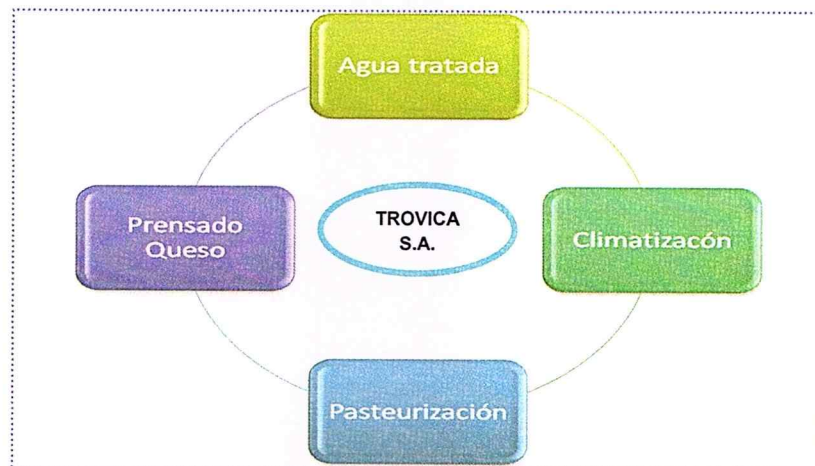 Agua tratada
Prensado
Queso
TROVICA
S.A.
Climatizacón
Pasteurización